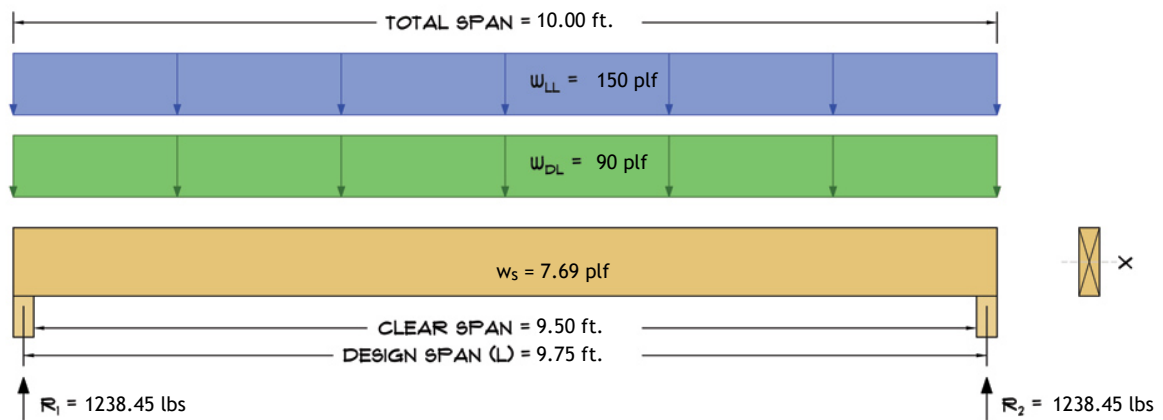 TOTAL SPAN = 10.00 ft.
WLL = 150 plf
WDL = 90 plf
ws = 7.69 plf
X
CLEAR SPAN = 9.50 ft.
DESIGN SPAN (L) = 9.75 ft.
R1 = 1238.45 lbs
R2 = 1238.45 lbs